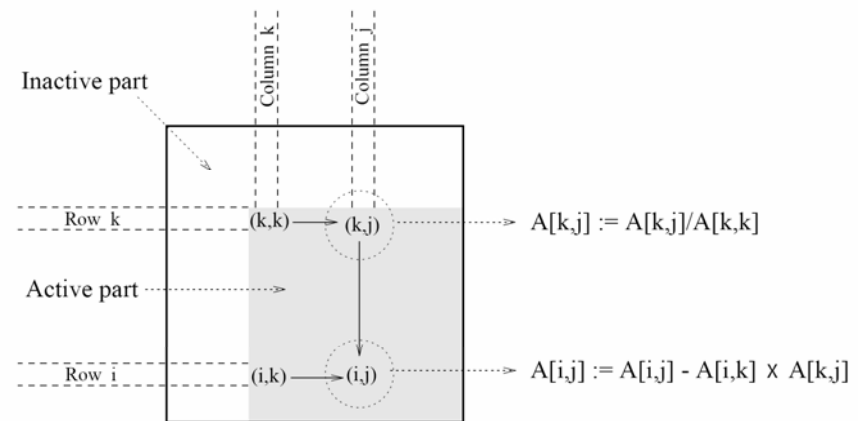 Column k
Column j
Inactive part
Row k
(k,k)
(k,j)
A[k,j] := A[k,j]/A[k,k]
Active part
Row i
(i,k)
(i,j)
A[i,j] := A[i,j] - A[i,k] x A[k,j]